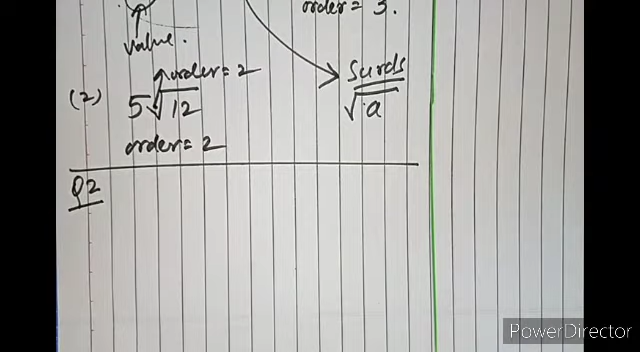 order = 3.
value.
order = 2
Surds
(2) 5√12
√a
order = 2
Q2
PowerDirector